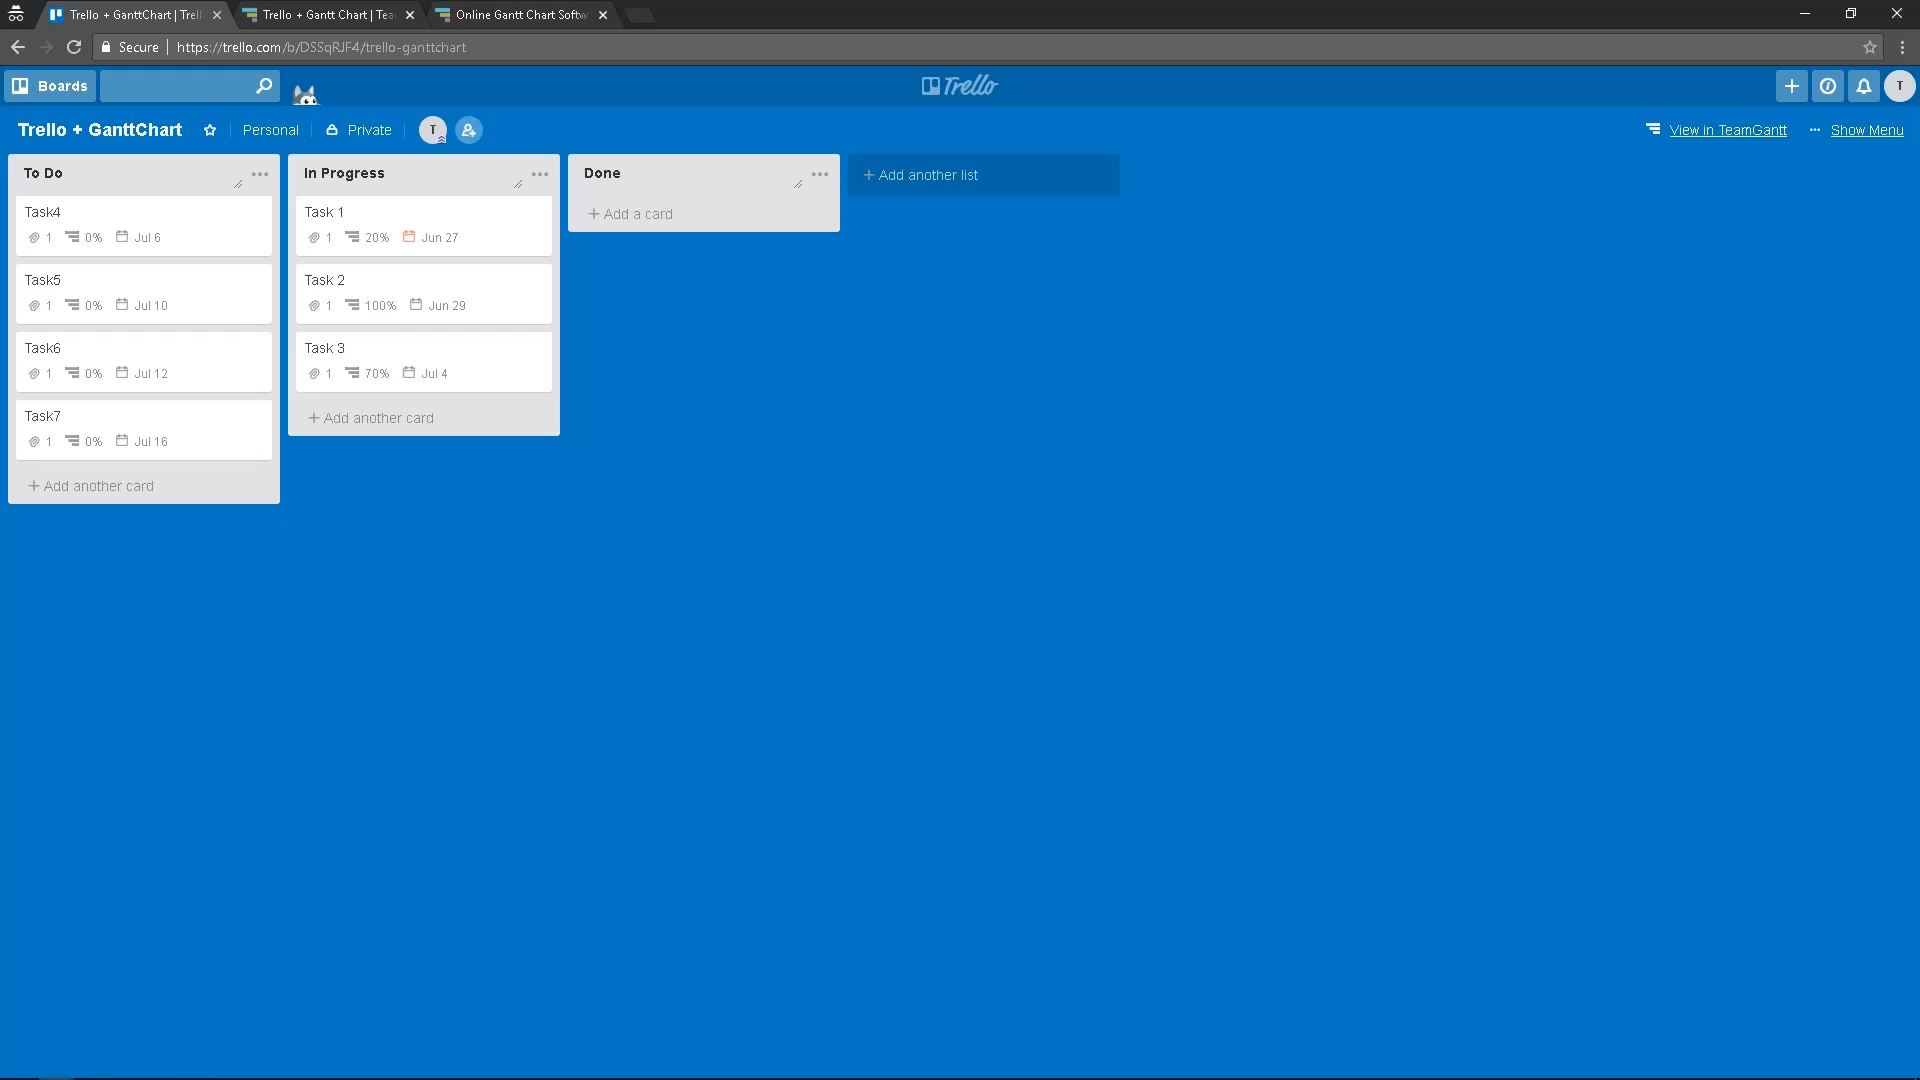 Trello + GanttChart | Trell
Trello + Gantt Chart | Tea
Online Gantt Chart Softw
Secure
https://trello.com/b/DSSqRJF4/trello-ganttchart
Boards
Trello
T
Trello + GanttChart
Personal
Private
T
View in TeamGantt
Show Menu
To Do
Task4
1 0% Jul 6
Task5
1 0% Jul 10
Task6
1 0% Jul 12
Task7
1 0% Jul 16
+ Add another card
In Progress
Task 1
1 20% Jun 27
Task 2
1 100% Jun 29
Task 3
1 70% Jul 4
+ Add another card
Done
+ Add a card
+ Add another list